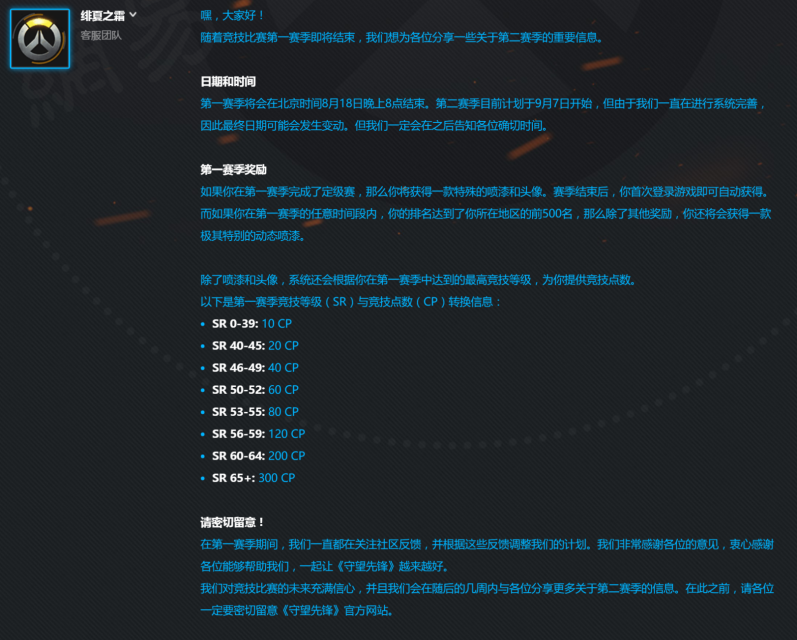 绯夏之霜
客服团队
嘿，大家好！
随着竞技比赛第一赛季即将结束，我们想为各位分享一些关于第二赛季的重要信息。
日期和时间
第一赛季将会在北京时间8月18日晚上8点结束。第二赛季目前计划于9月7日开始，但由于我们一直在进行系统完善，
因此最终日期可能会发生变动。但我们一定会在之后告知各位确切时间。
第一赛季奖励
如果你在第一赛季完成了定级赛，那么你将获得一款特殊的喷漆和头像。赛季结束后，你首次登录游戏即可自动获得。
而如果你在第一赛季的任意时间段内，你的排名达到了你所在地区的前500名，那么除了其他奖励，你还将会获得一款
极其特别的动态喷漆。
除了喷漆和头像，系统还会根据你在第一赛季中达到的最高竞技等级，为你提供竞技点数。
以下是第一赛季竞技等级（SR）与竞技点数（CP）转换信息：
• SR 0-39: 10 CP
• SR 40-45: 20 CP
• SR 46-49: 40 CP
• SR 50-52: 60 CP
• SR 53-55: 80 CP
• SR 56-59: 120 CP
• SR 60-64: 200 CP
• SR 65+: 300 CP
请密切留意！
在第一赛季期间，我们一直都在关注社区反馈，并根据这些反馈调整我们的计划。我们非常感谢各位的意见，衷心感谢
各位能够帮助我们，一起让《守望先锋》越来越好。
我们对竞技比赛的未来充满信心，并且我们会在随后的几周内与各位分享更多关于第二赛季的信息。在此之前，请各位
一定要密切留意《守望先锋》官方网站。